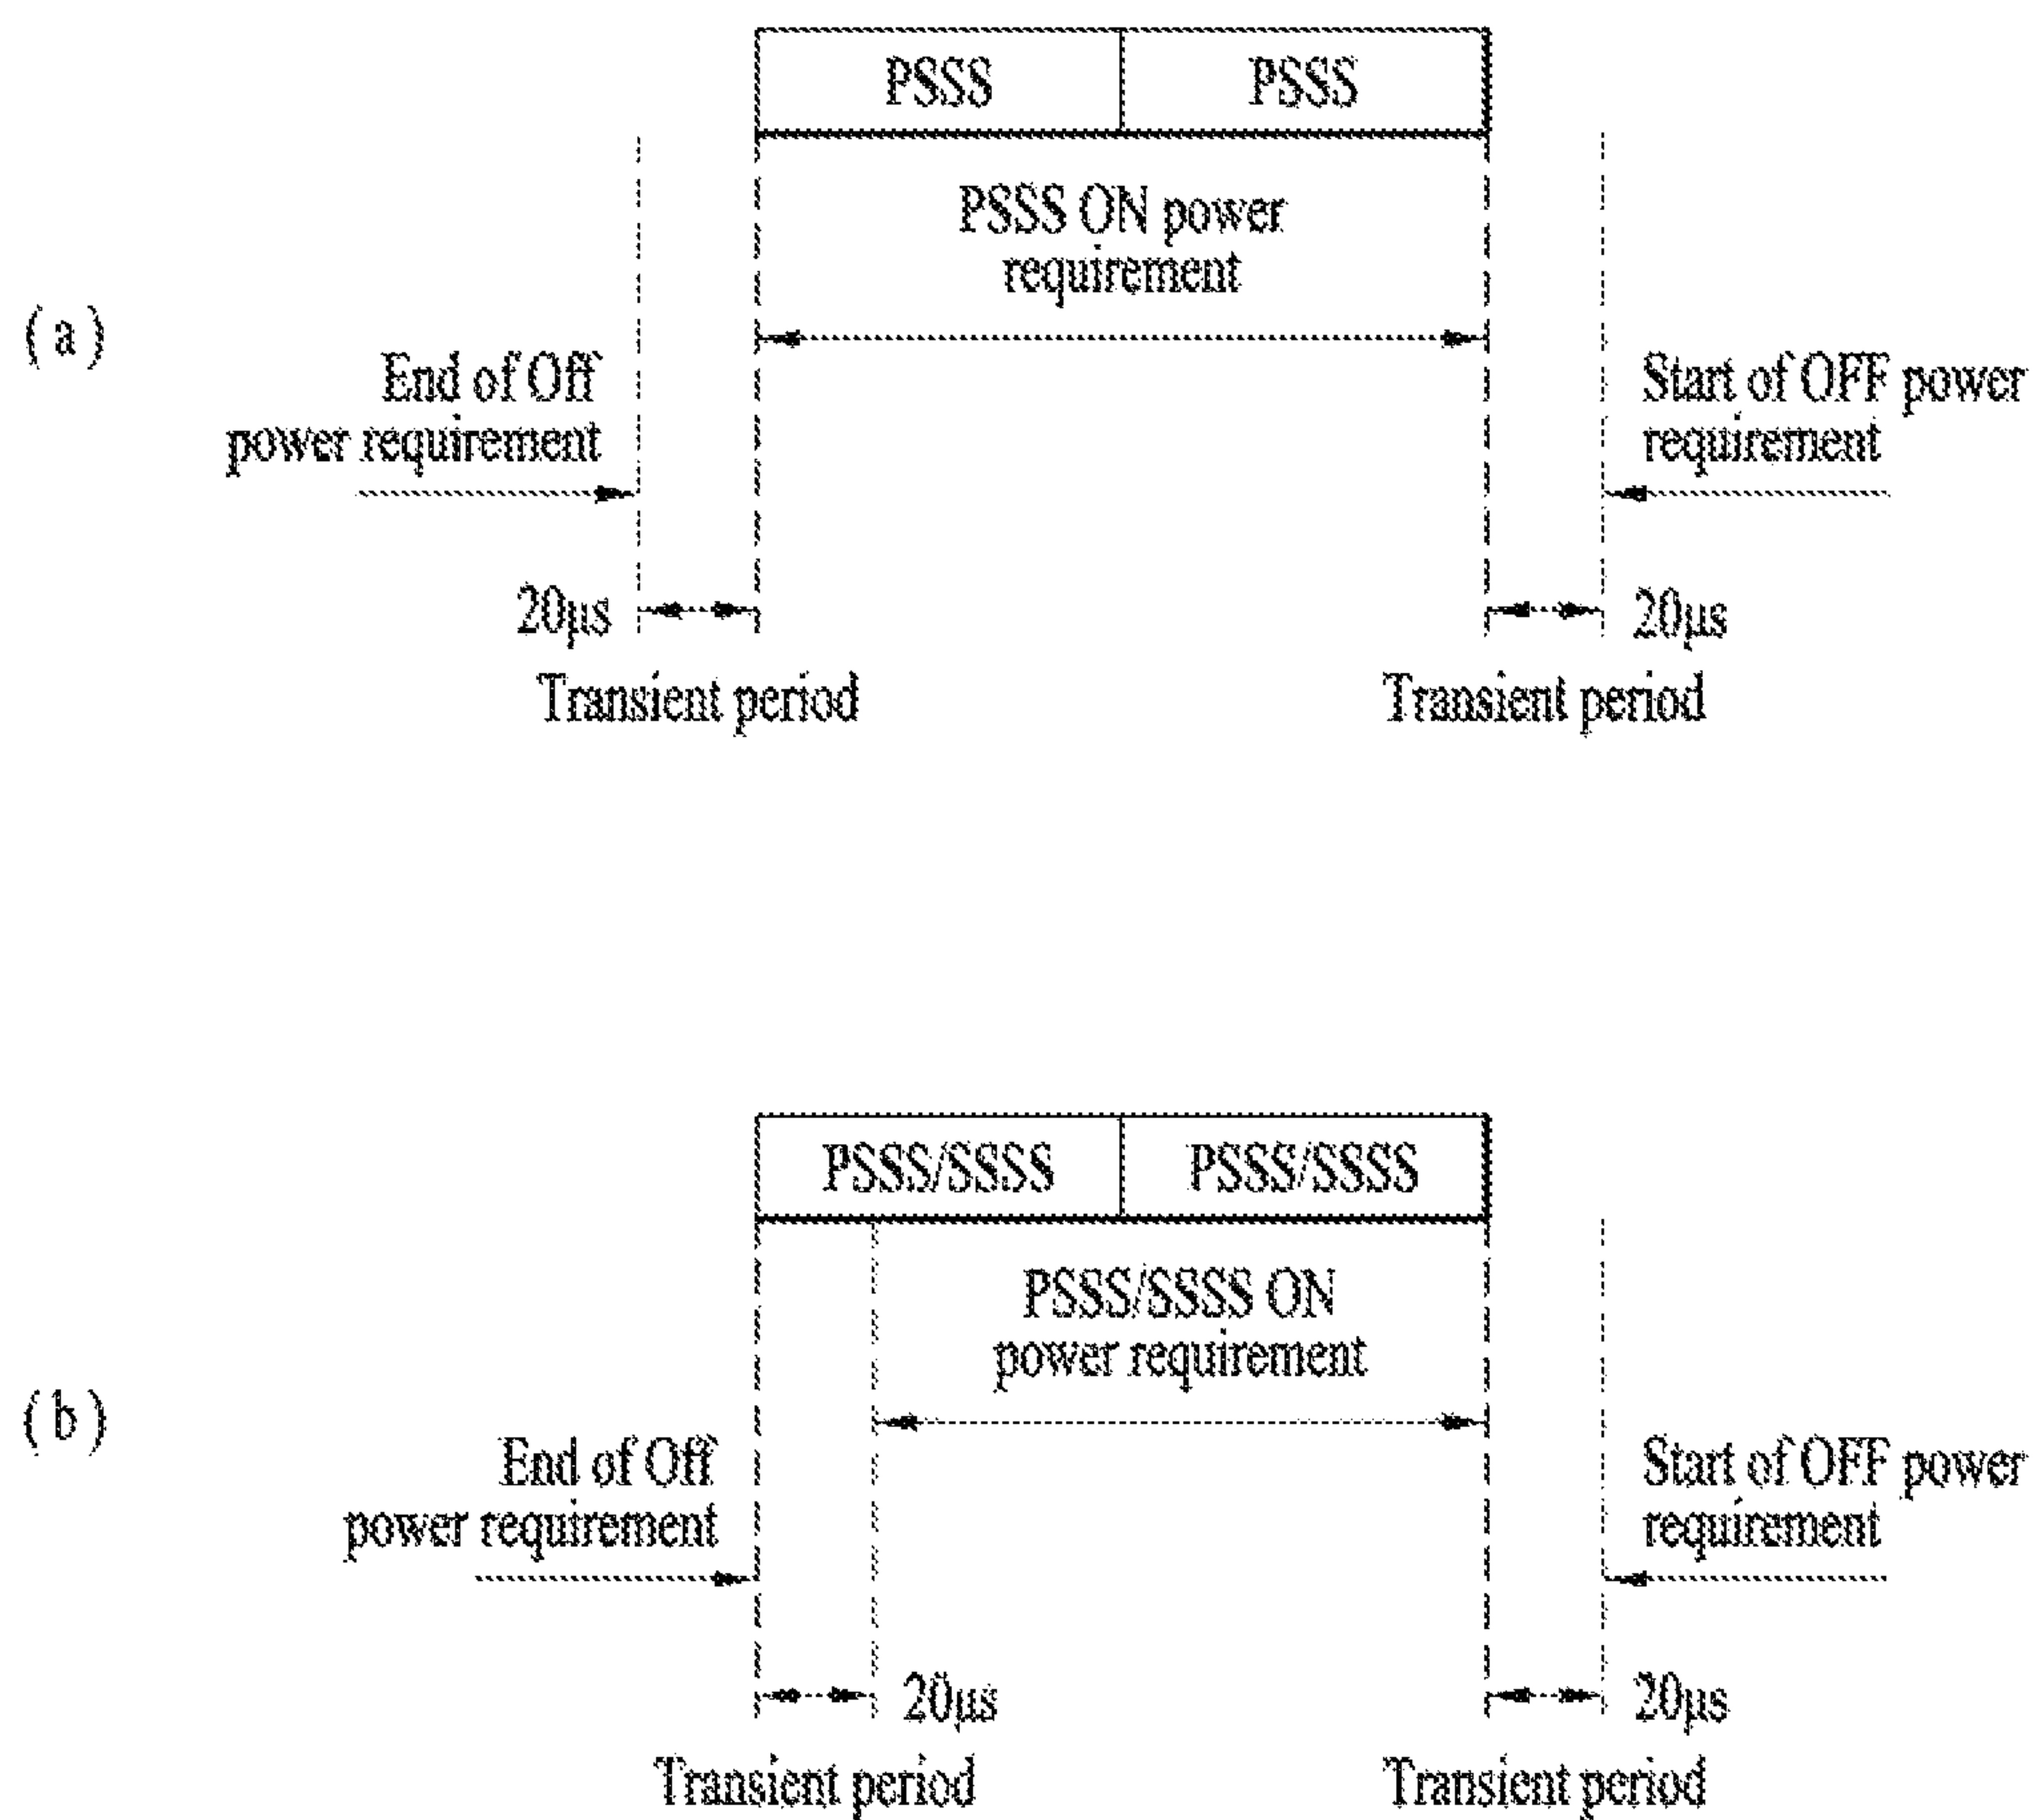 PSSS PSSS
PSSS ON power
requirement
(a)
End of Off
power requirement
Start of OFF power
requirement
20μs
20μs
Transient period
Transient period
PSSS/SSSS PSSS/SSSS
PSSS/SSSS ON
power requirement
(b)
End of Off
power requirement
Start of OFF power
requirement
20μs
20μs
Transient period
Transient period